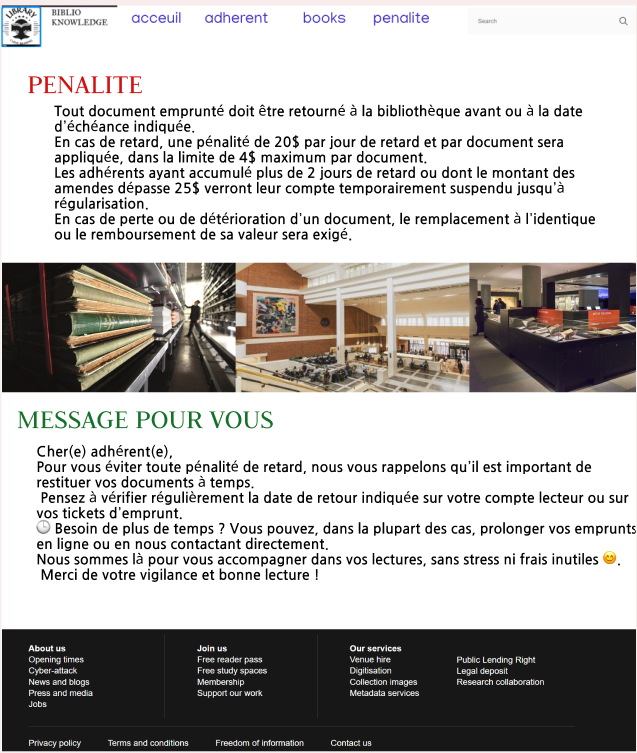 LIBRARY
BIBLIO
KNOWLEDGE
acceuil adherent books penalite
Search
PENALITE
Tout document emprunté doit être retourné à la bibliothèque avant ou à la date
d'échéance indiquée.
En cas de retard, une pénalité de 20$ par jour de retard et par document sera
appliquée, dans la limite de 4$ maximum par document.
Les adhérents ayant accumulé plus de 2 jours de retard ou dont le montant des
amendes dépasse 25$ verront leur compte temporairement suspendu jusqu'à
régularisation.
En cas de perte ou de détérioration d'un document, le remplacement à l'identique
ou le remboursement de sa valeur sera exigé.
MESSAGE POUR VOUS
Cher(e) adhérent(e),
Pour vous éviter toute pénalité de retard, nous vous rappelons qu'il est important de
restituer vos documents à temps.
Pensez à vérifier régulièrement la date de retour indiquée sur votre compte lecteur ou sur
vos tickets d'emprunt.
🕒 Besoin de plus de temps ? Vous pouvez, dans la plupart des cas, prolonger vos emprunts
en ligne ou en nous contactant directement.
Nous sommes là pour vous accompagner dans vos lectures, sans stress ni frais inutiles 😊.
Merci de votre vigilance et bonne lecture !
About us
Opening times
Cyber-attack
News and blogs
Press and media
Jobs
Join us
Free reader pass
Free study spaces
Membership
Support our work
Our services
Venue hire
Digitisation
Collection images
Metadata services
Public Lending Right
Legal deposit
Research collaboration
Privacy policy Terms and conditions Freedom of information Contact us